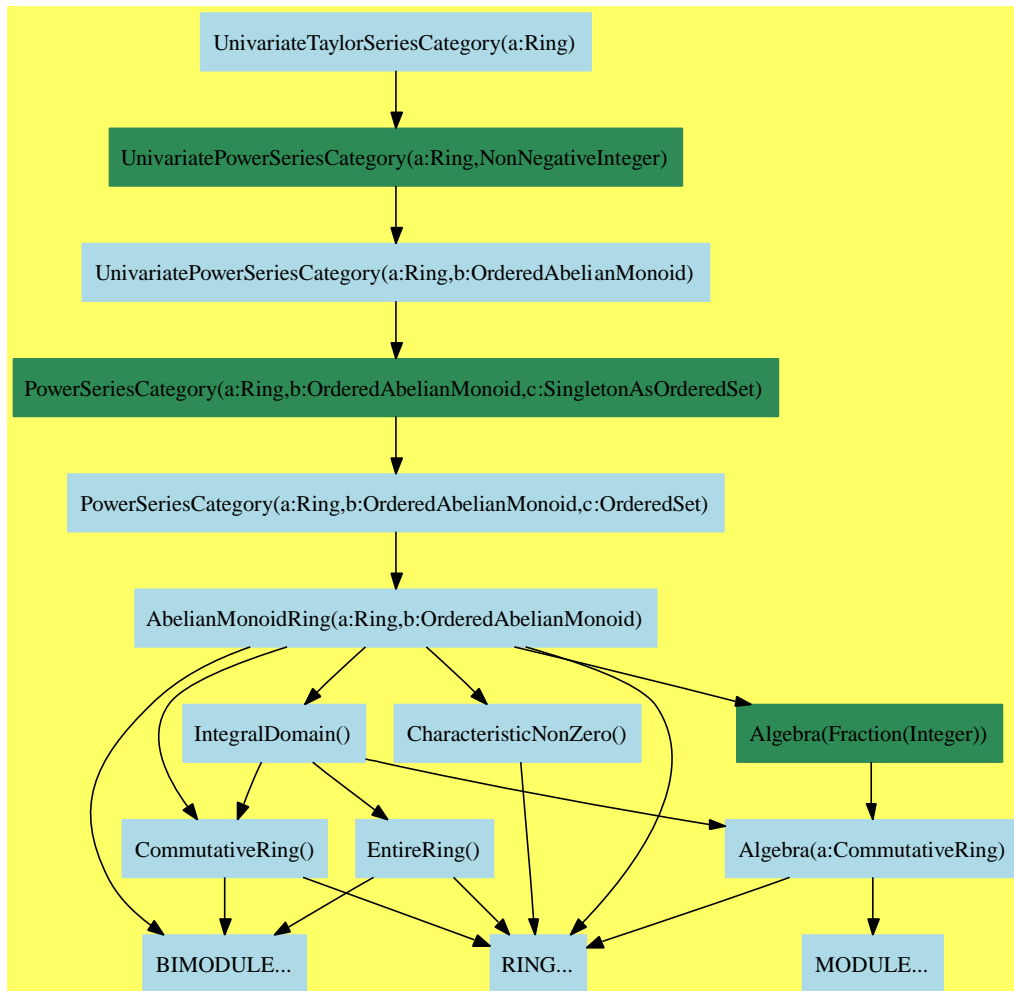 UnivariateTaylorSeriesCategory(a:Ring)
UnivariatePowerSeriesCategory(a:Ring,NonNegativeInteger)
UnivariatePowerSeriesCategory(a:Ring,b:OrderedAbelianMonoid)
PowerSeriesCategory(a:Ring,b:OrderedAbelianMonoid,c:SingletonAsOrderedSet)
PowerSeriesCategory(a:Ring,b:OrderedAbelianMonoid,c:OrderedSet)
AbelianMonoidRing(a:Ring,b:OrderedAbelianMonoid)
IntegralDomain()
CharacteristicNonZero()
Algebra(Fraction(Integer))
CommutativeRing()
EntireRing()
Algebra(a:CommutativeRing)
BIMODULE...
RING...
MODULE...